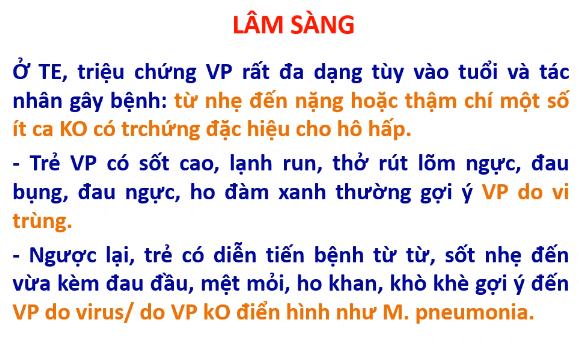 LÂM SÀNG
Ở TE, triệu chứng VP rất đa dạng tùy vào tuổi và tác
nhân gây bệnh: từ nhẹ đến nặng hoặc thậm chí một số
ít ca KO có trchứng đặc hiệu cho hô hấp.
- Trẻ VP có sốt cao, lạnh run, thở rút lõm ngực, đau
bụng, đau ngực, ho đàm xanh thường gợi ý VP do vi
trùng.
- Ngược lại, trẻ có diễn tiến bệnh từ từ, sốt nhẹ đến
vừa kèm đau đầu, mệt mỏi, ho khan, khò khè gợi ý đến
VP do virus/ do VP kO điển hình như M. pneumonia.